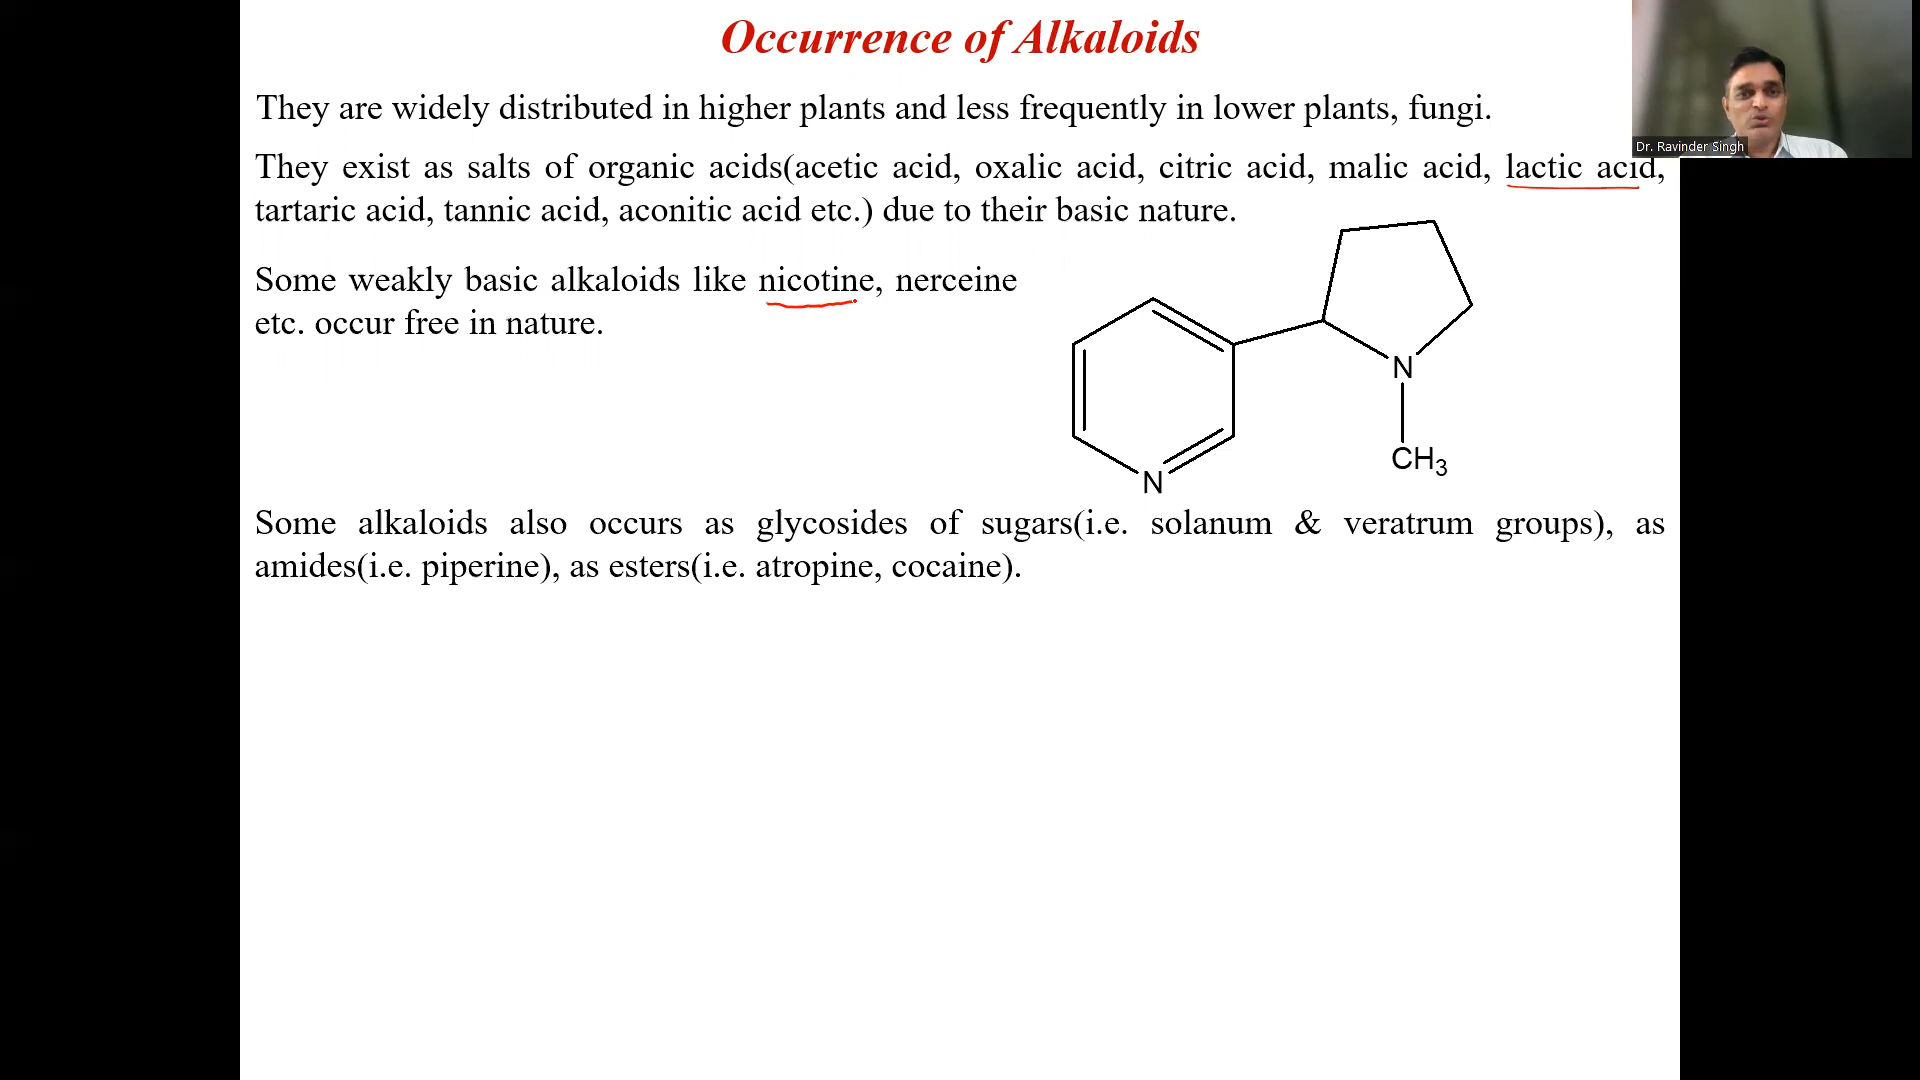 Occurrence of Alkaloids
They are widely distributed in higher plants and less frequently in lower plants, fungi.
Dr. Ravinder Singh
They exist as salts of organic acids(acetic acid, oxalic acid, citric acid, malic acid, lactic acid,
tartaric acid, tannic acid, aconitic acid etc.) due to their basic nature.
Some weakly basic alkaloids like nicotine, nerceine
etc. occur free in nature.
N
CH3
N
Some alkaloids also occurs as glycosides of sugars(i.e. solanum & veratrum groups), as
amides(i.e. piperine), as esters(i.e. atropine, cocaine).